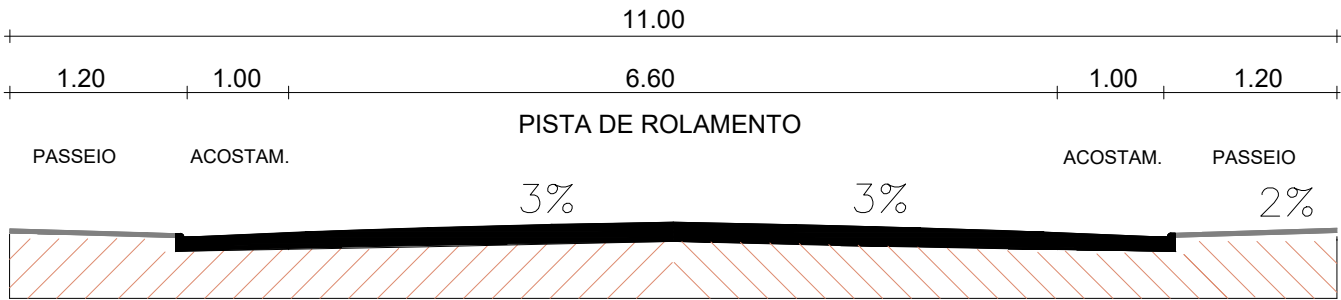 11.00
1.20 1.00 6.60 1.00 1.20
PISTA DE ROLAMENTO
PASSEIO ACOSTAM. ACOSTAM. PASSEIO
3% 3% 2%